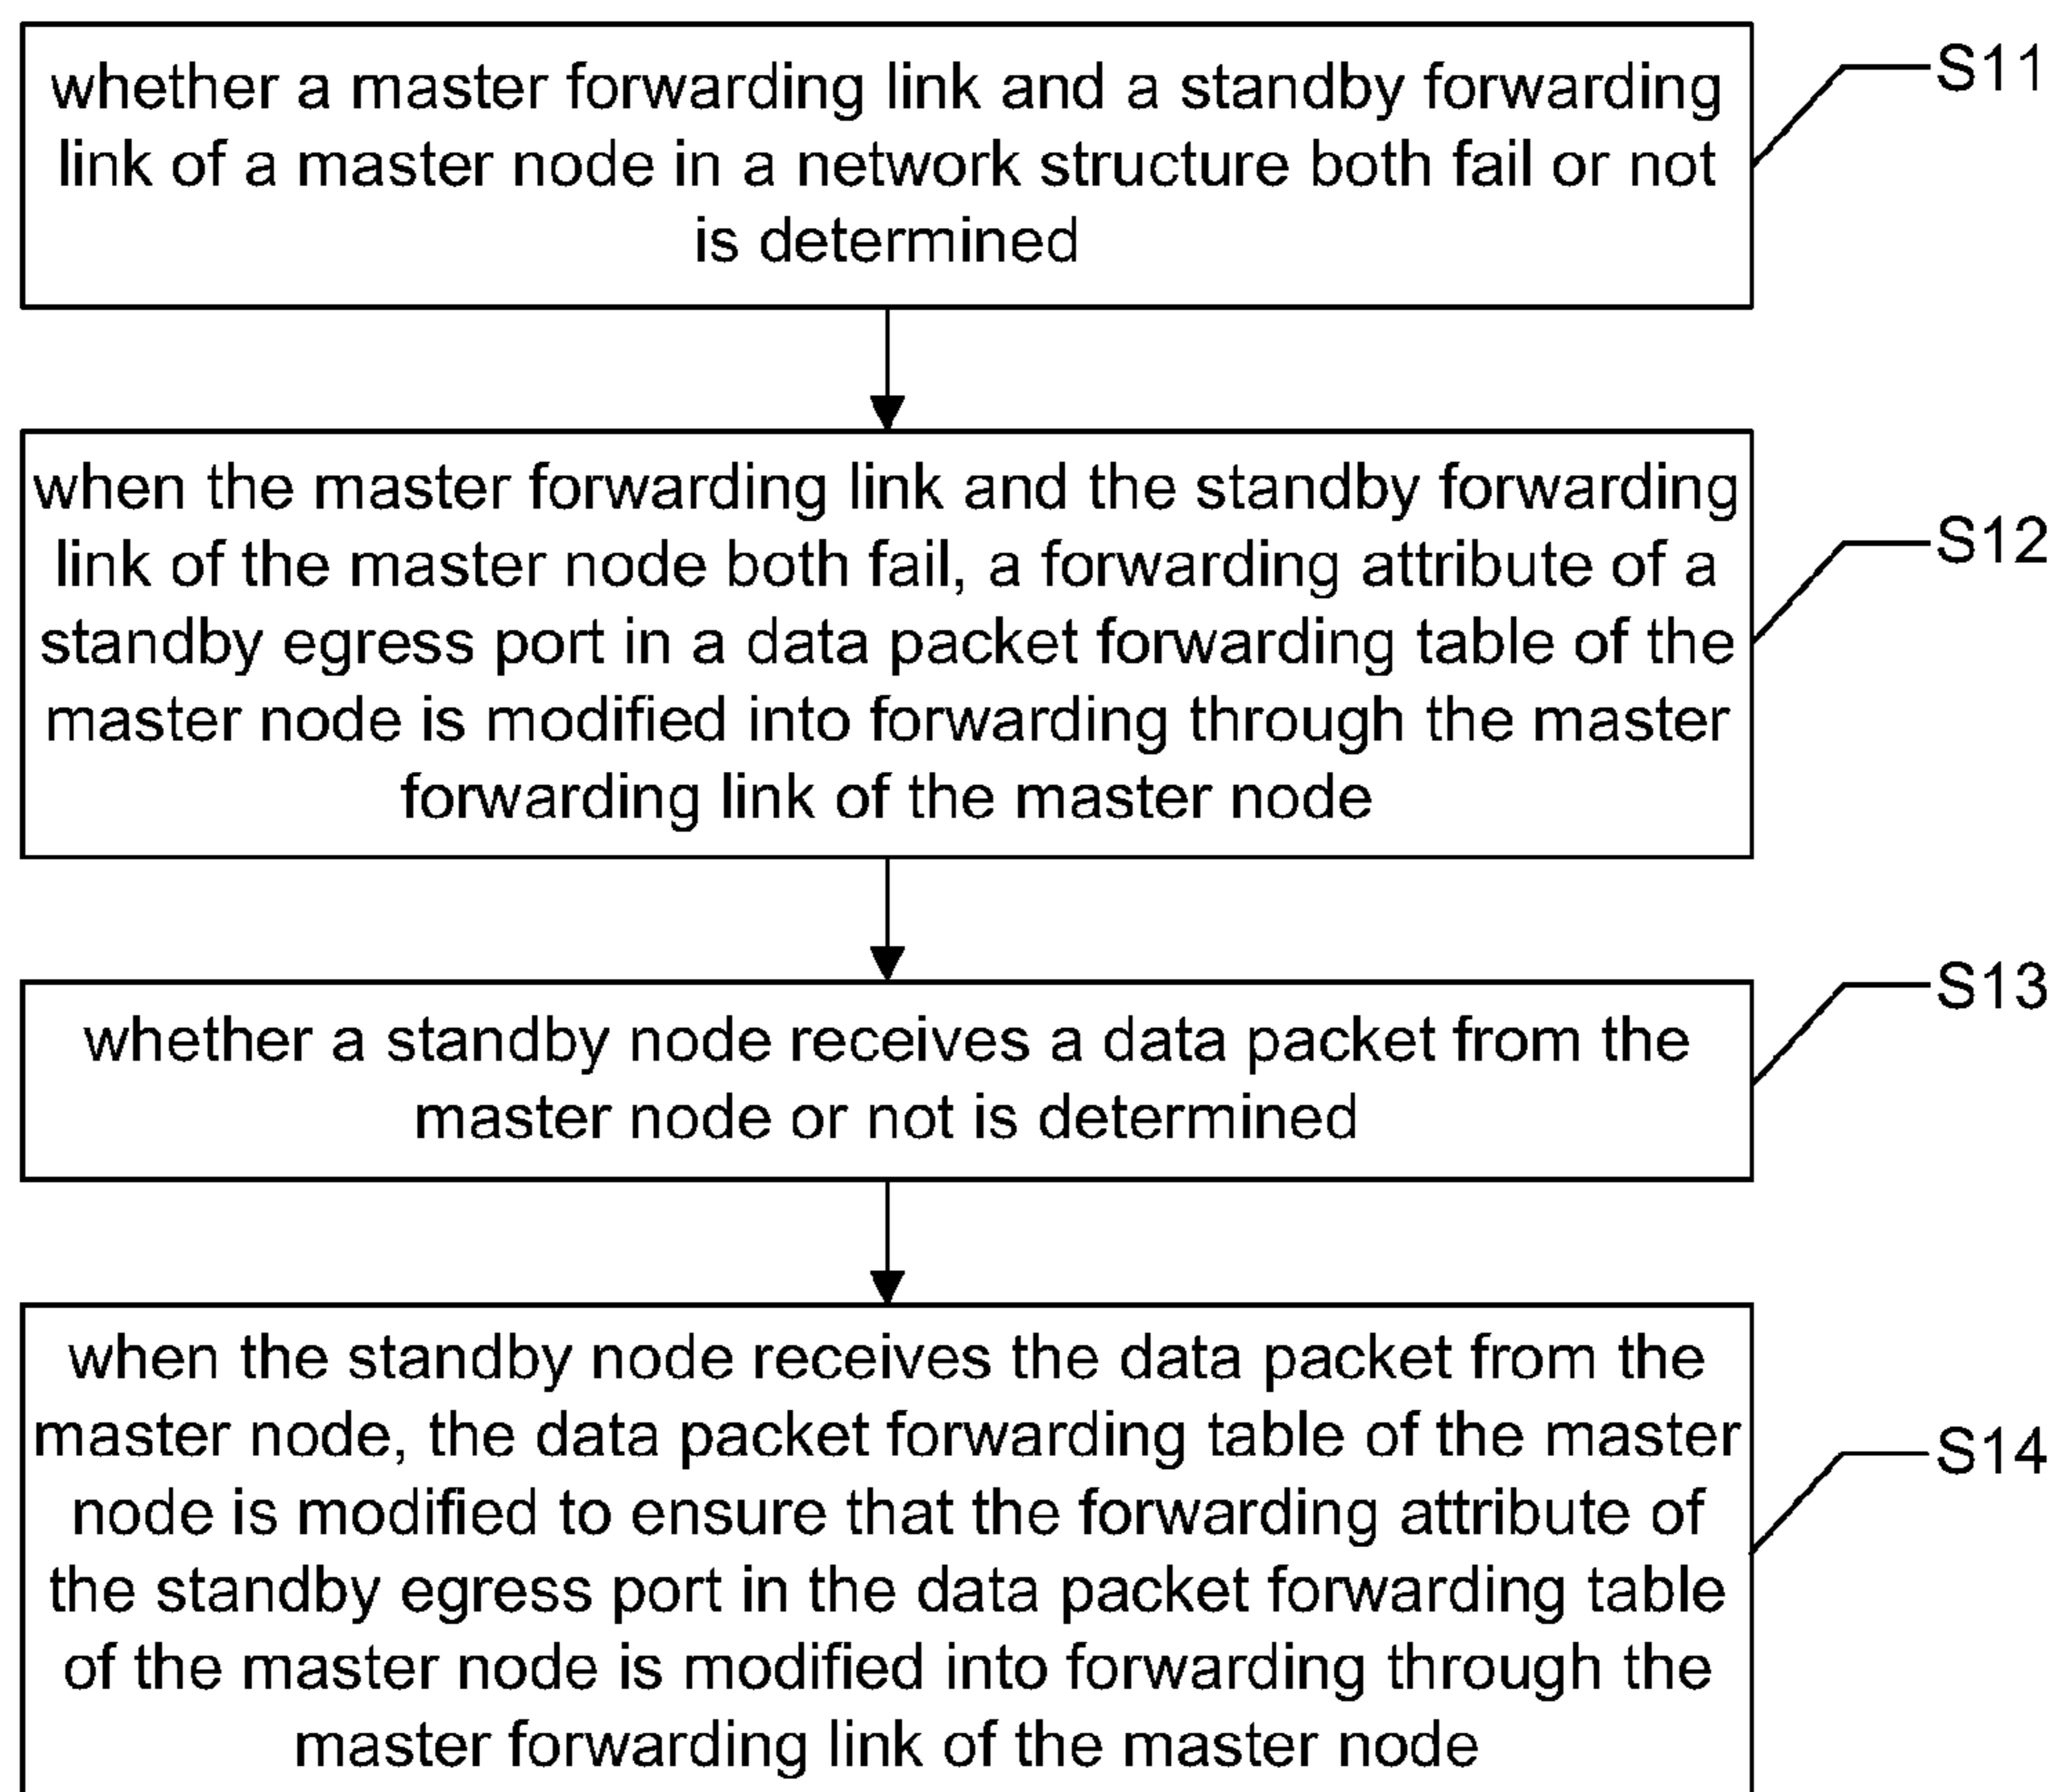 whether a master forwarding link and a standby forwarding
link of a master node in a network structure both fail or not
is determined
S11
when the master forwarding link and the standby forwarding
link of the master node both fail, a forwarding attribute of a
standby egress port in a data packet forwarding table of the
master node is modified into forwarding through the master
forwarding link of the master node
S12
whether a standby node receives a data packet from the
master node or not is determined
S13
when the standby node receives the data packet from the
master node, the data packet forwarding table of the master
node is modified to ensure that the forwarding attribute of
the standby egress port in the data packet forwarding table
of the master node is modified into forwarding through the
master forwarding link of the master node
S14